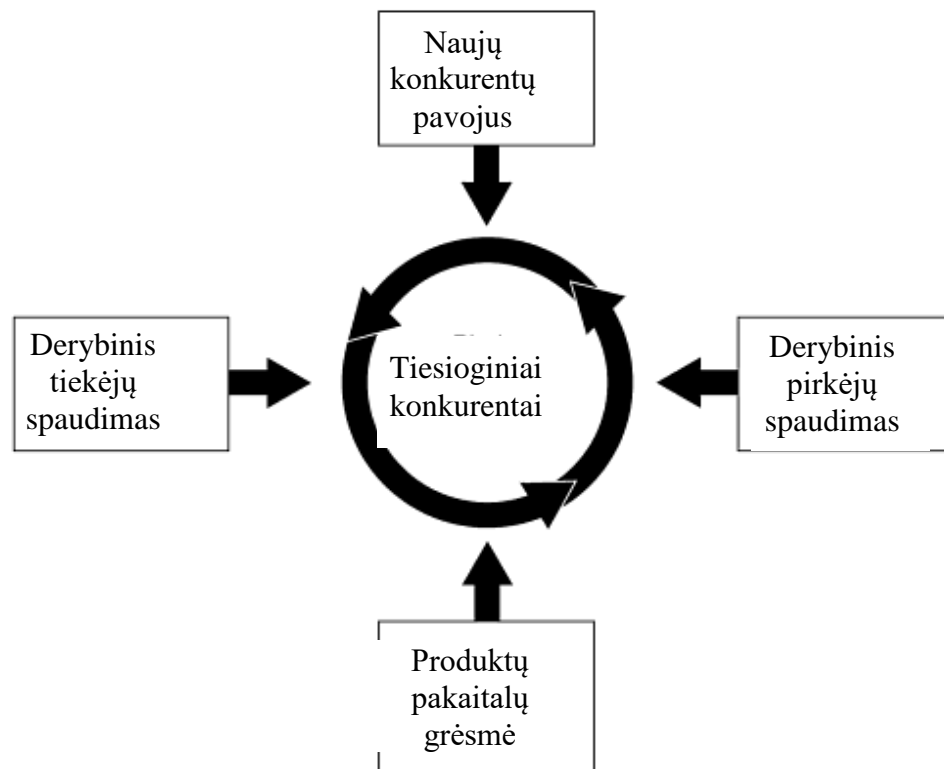 Naujų
konkurentų
pavojus
Derybinis
tiekėjų
spaudimas
Tiesioginiai
konkurentai
Derybinis
pirkėjų
spaudimas
Produktų
pakaitalų
grėsmė